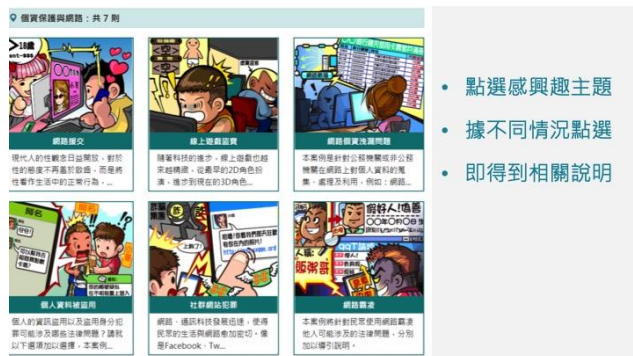 個資保護與網路：共 7 則
網路援交
線上遊戲盜寶
網路個資洩漏問題
現代人的性觀念日益開放，對於
性的態度不再羞於啟齒，而是將
性看作生活中的正常行為，...
隨著科技的進步，線上遊戲也越
來越精緻，從最早的2D角色扮
演，進步到現在的3D角色...
本案例是針對公務機關或非公務
機關在網路上對個人資料的蒐
集、處理及利用，例如：網路...
個人資料被盜用
社群網站犯罪
網路霸凌
個人的資訊盜用以及盜用身分犯
罪可能涉及哪些法律問題？請就
以下選項加以選擇，本案例...
網路、通訊科技發展迅速，使得
民眾的生活與網路愈加密切。像
是Facebook、Tw...
本案例將針對民眾使用網路霸凌
他人可能涉及的法律問題，分別
加以導引說明。
• 點選感興趣主題
• 據不同情況點選
• 即得到相關說明